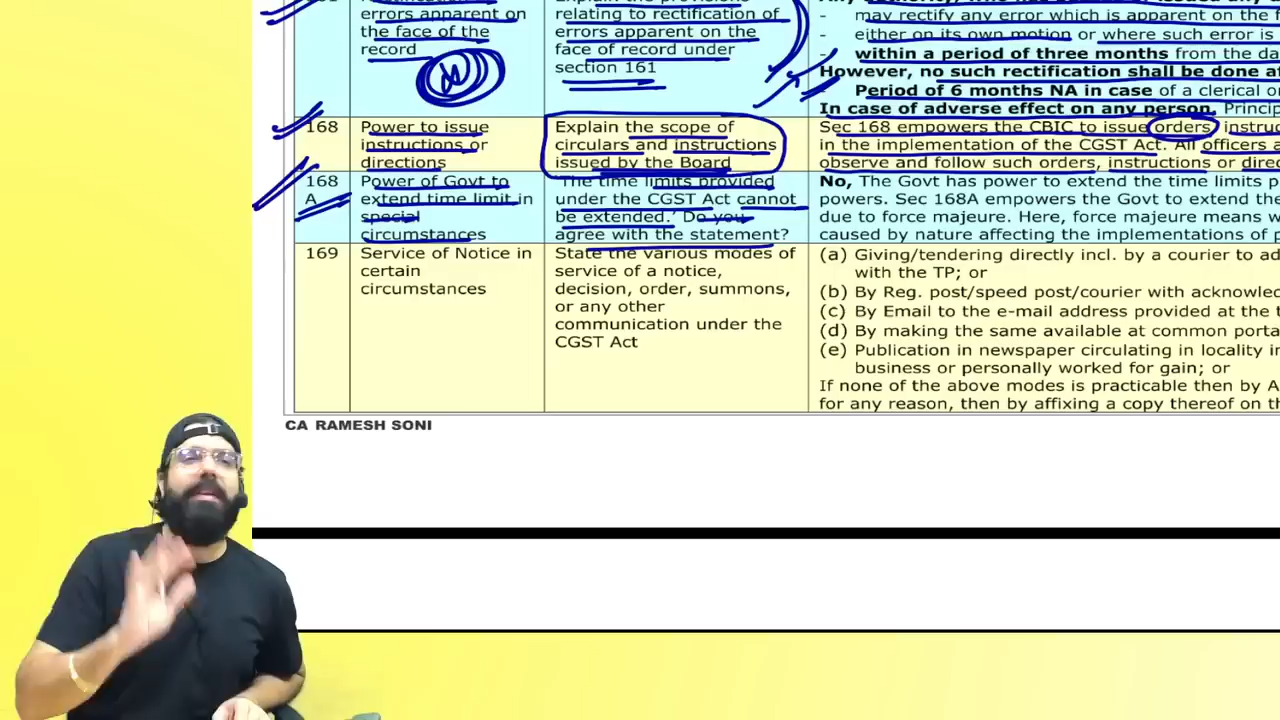 errors apparent on
the face of the
record
relating to rectification of
errors apparent on the
face of record under
section 161
may rectify any error which is apparent on the
- either on its own motion or where such error is
- within a period of three months from the da
However, no such rectification shall be done af
Period of 6 months NA in case of a clerical or
In case of adverse effect on any person, Princip
168
Power to issue
instructions or
directions
Explain the scope of
circulars and instructions
issued by the Board
Sec 168 empowers the CBIC to issue orders instruc
in the implementation of the CGST Act. All officers a
observe and follow such orders, instructions or direc
168
A
Power of Govt to
extend time limit in
special
circumstances
'The time limits provided
under the CGST Act cannot
be extended.' Do you
agree with the statement?
No, The Govt has power to extend the time limits p
powers. Sec 168A empowers the Govt to extend the
due to force majeure. Here, force majeure means w
caused by nature affecting the implementations of p
169
Service of Notice in
certain
circumstances
State the various modes of
service of a notice,
decision, order, summons,
or any other
communication under the
CGST Act
(a) Giving/tendering directly incl. by a courier to ad
with the TP; or
(b) By Reg. post/speed post/courier with acknowled
(c) By Email to the e-mail address provided at the t
(d) By making the same available at common porta
(e) Publication in newspaper circulating in locality in
business or personally worked for gain; or
If none of the above modes is practicable then by A
for any reason, then by affixing a copy thereof on th
CA RAMESH SONI